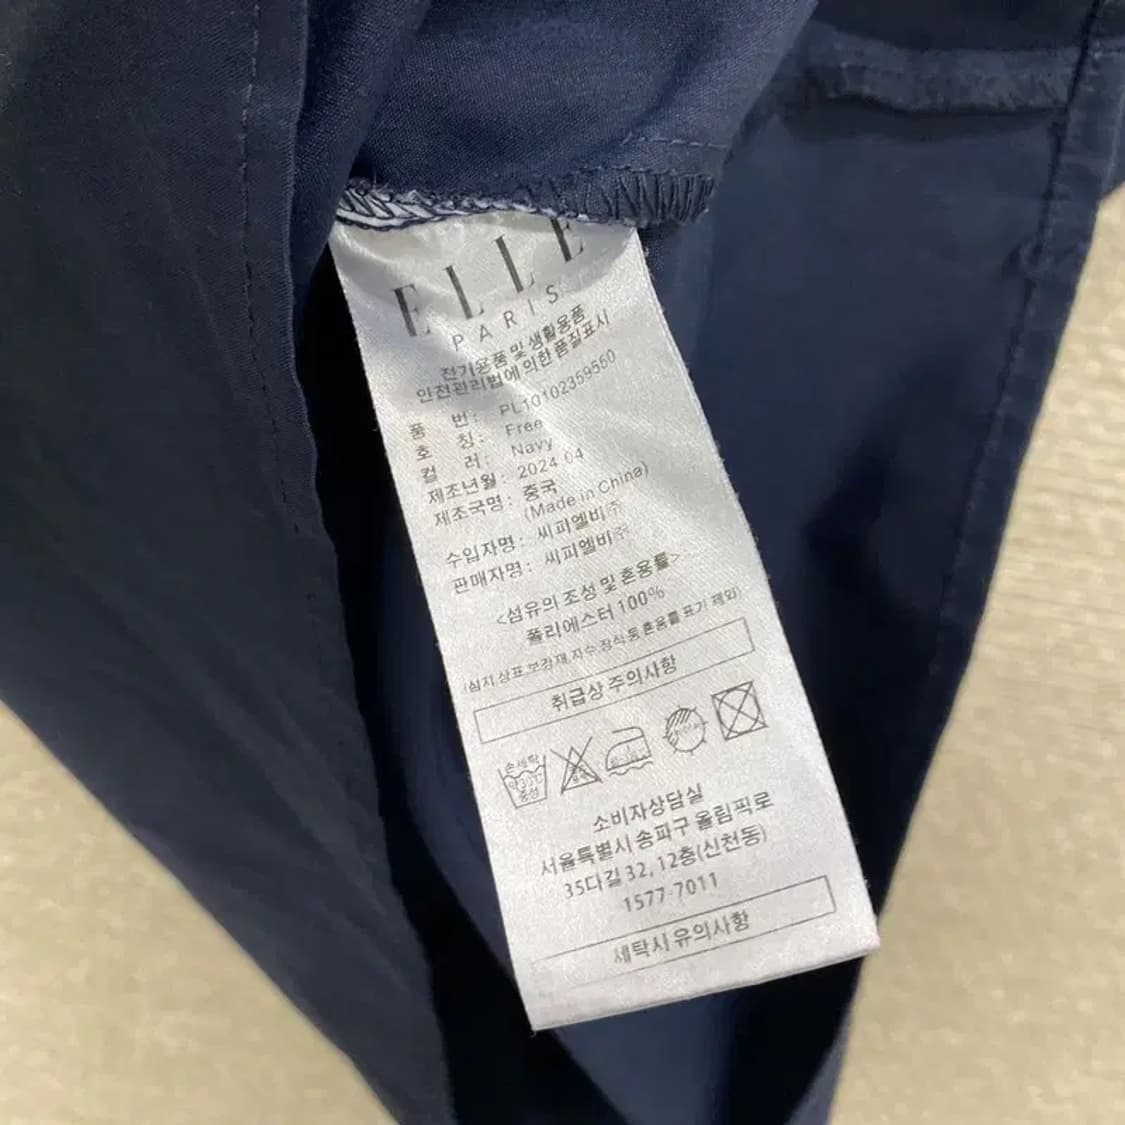 ELLE
PARIS
전기용품 및 생활용품
안전관리법에 의한 품질표시
품 번: PL10102359560
호 칭: Free
컬 러: Navy
제조년월: 2024 04
제조국명: 중국
(Made in China)
수입자명: 씨피엘비㈜
판매자명: 씨피엘비㈜
<섬유의 조성 및 혼용률>
폴리에스터 100%
(심지,상표,보강재,자수,장식 등 혼용률 표기 제외)
취급상 주의사항
손세탁
약30℃
중성
소비자상담실
서울특별시 송파구 올림픽로
35다길 32, 12층(신천동)
1577-7011
세탁시 유의사항